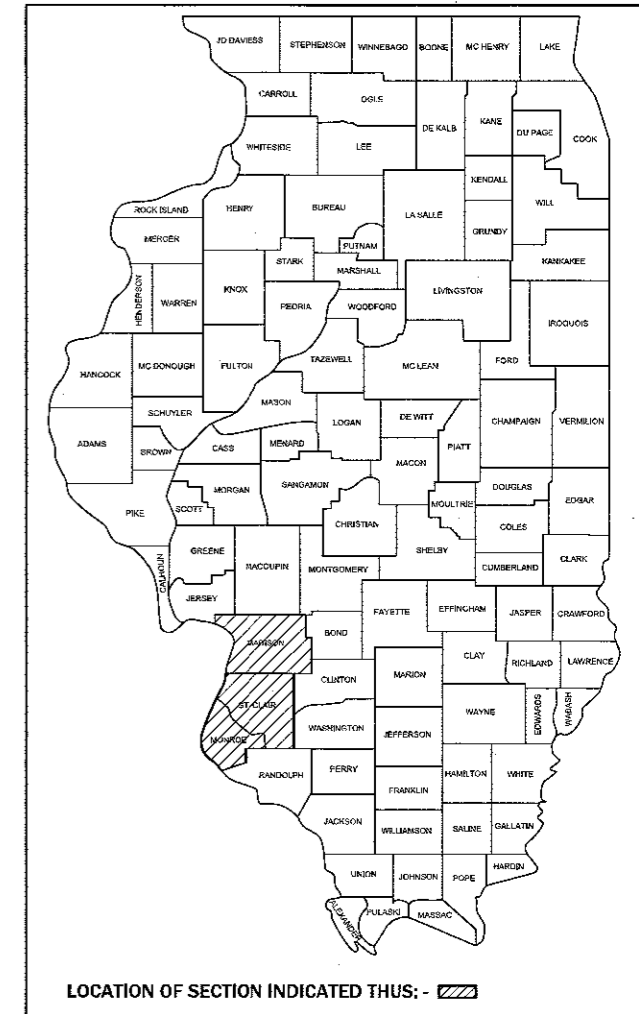 JO DAVIESS STEPHENSON WINNEBAGO BOONE MC HENRY LAKE
CARROLL OGLE DE KALB KANE DU PAGE COOK
WHITESIDE LEE KENDALL WILL
ROCK ISLAND HENRY BUREAU LA SALLE GRUNDY
MERCER PUTNAM KANKAKEE
HENDERSON WARREN KNOX STARK MARSHALL LIVINGSTON
PEORIA WOODFORD IROQUOIS
HANCOCK MC DONOUGH FULTON TAZEWELL MC LEAN FORD
SCHUYLER MASON LOGAN DE WITT CHAMPAIGN VERMILION
ADAMS BROWN CASS MENARD MACON PIATT
PIKE SCOTT MORGAN SANGAMON MOULTRIE DOUGLAS EDGAR
CHRISTIAN COLES
CALHOUN GREENE MACOUPIN MONTGOMERY SHELBY CUMBERLAND CLARK
JERSEY FAYETTE EFFINGHAM JASPER CRAWFORD
MADISON BOND CLAY RICHLAND LAWRENCE
CLINTON MARION
ST. CLAIR WASHINGTON WAYNE EDWARDS WABASH
MONROE JEFFERSON
RANDOLPH PERRY HAMILTON WHITE
FRANKLIN
JACKSON WILLIAMSON SALINE GALLATIN
UNION JOHNSON POPE HARDIN
ALEXANDER PULASKI MASSAC
LOCATION OF SECTION INDICATED THUS: -